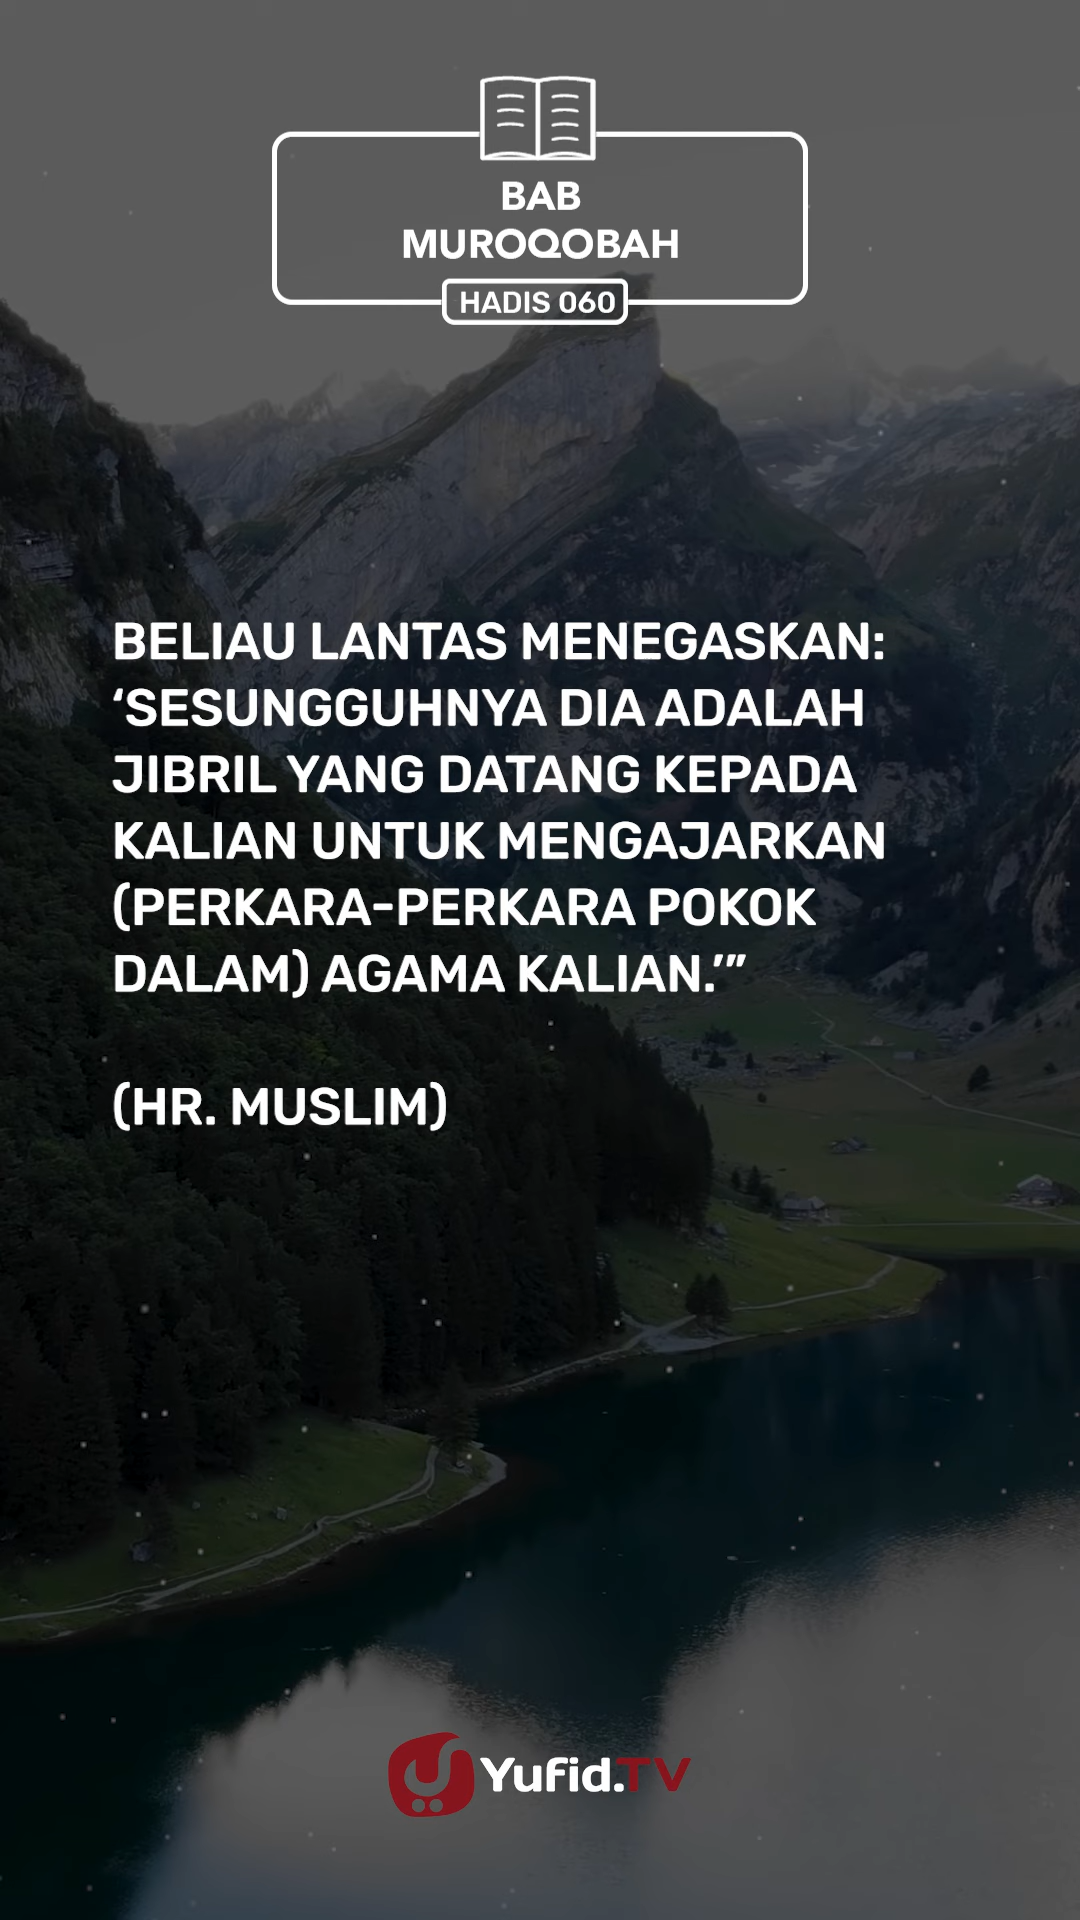 BAB
MUROQOBAH
HADIS 060
BELIAU LANTAS MENEGASKAN:
‘SESUNGGUHNYA DIA ADALAH
JIBRIL YANG DATANG KEPADA
KALIAN UNTUK MENGAJARKAN
(PERKARA-PERKARA POKOK
DALAM) AGAMA KALIAN.’”
(HR. MUSLIM)
Yufid.TV